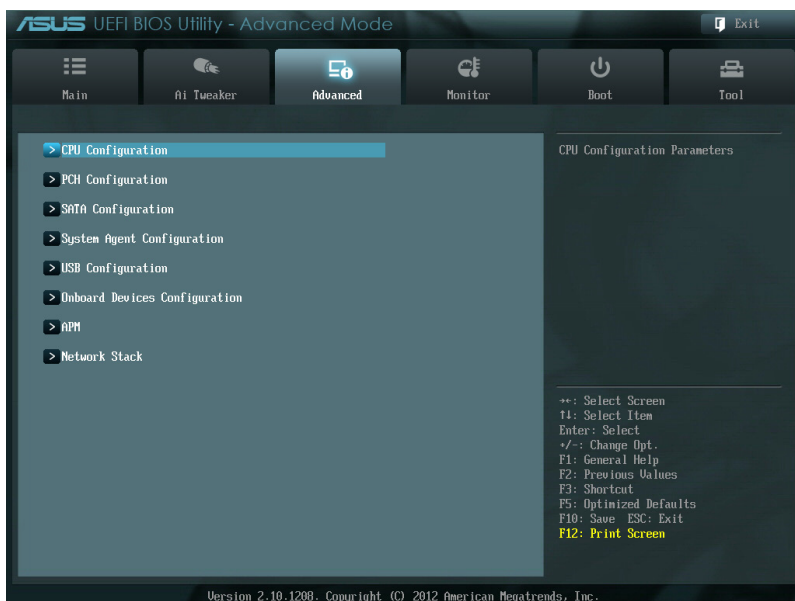 ASUS UEFI BIOS Utility - Advanced Mode
Exit
Main
Ai Tweaker
Advanced
Monitor
Boot
Tool
> CPU Configuration
> PCH Configuration
> SATA Configuration
> System Agent Configuration
> USB Configuration
> Onboard Devices Configuration
> APM
> Network Stack
CPU Configuration Parameters
→←: Select Screen
↑↓: Select Item
Enter: Select
+/-: Change Opt.
F1: General Help
F2: Previous Values
F3: Shortcut
F5: Optimized Defaults
F10: Save ESC: Exit
F12: Print Screen
Version 2.10.1208. Copyright (C) 2012 American Megatrends, Inc.